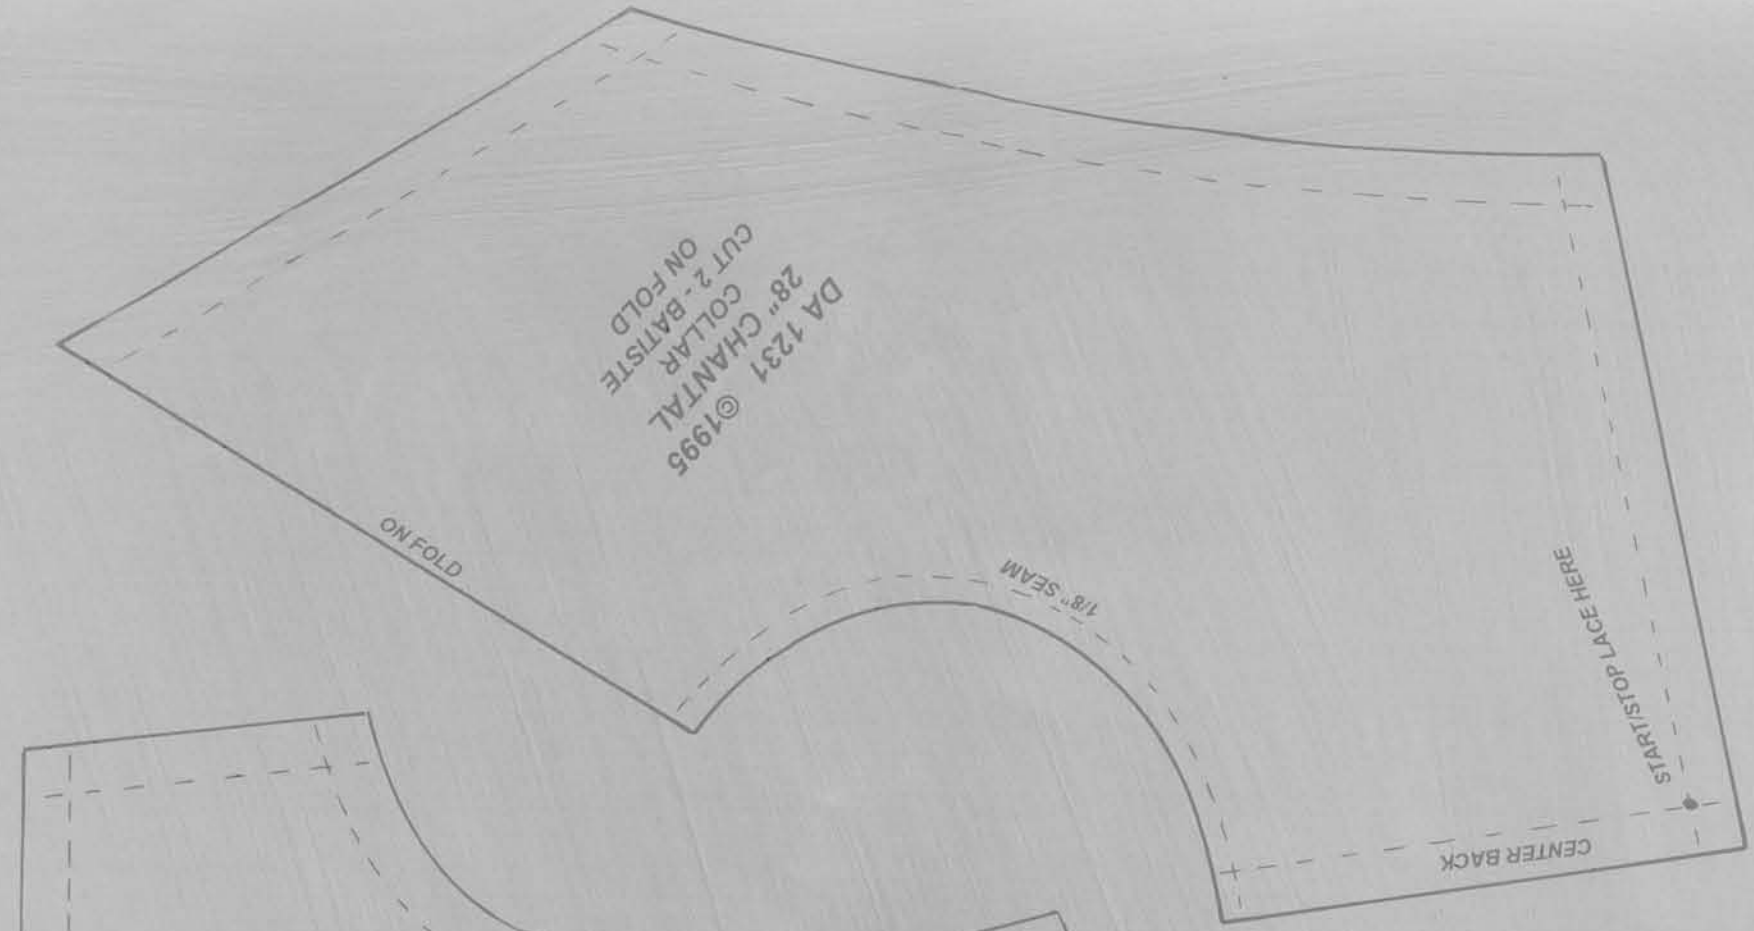 DA 1231 ©1995
28" CHANTAL
COLLAR
CUT 2 - BATISTE
ON FOLD
ON FOLD
1/8" SEAM
START/STOP LACE HERE
CENTER BACK